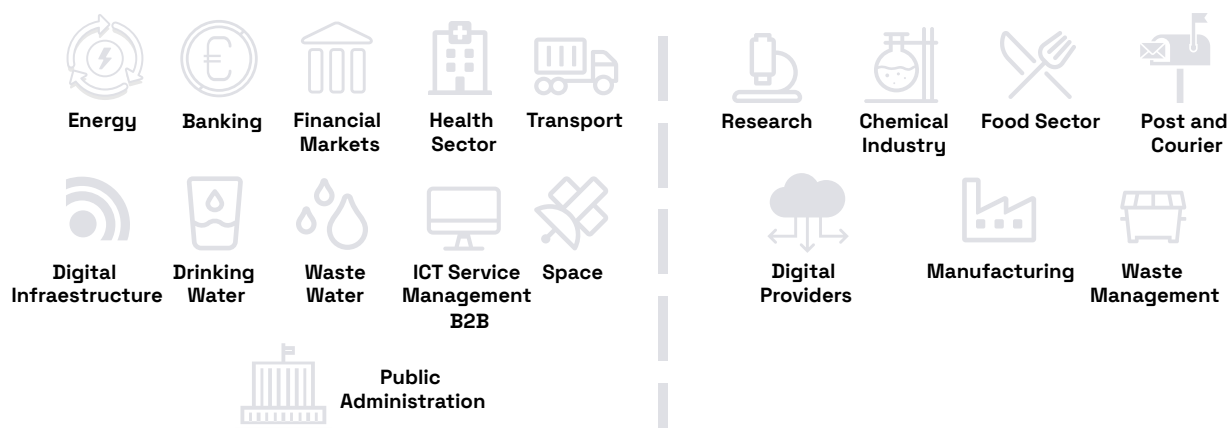 Energy
Banking
Financial
Markets
Health
Sector
Transport
Research
Chemical
Industry
Food Sector
Post and
Courier
Digital
Infraestructure
Drinking
Water
Waste
Water
ICT Service
Management
B2B
Space
Digital
Providers
Manufacturing
Waste
Management
Public
Administration